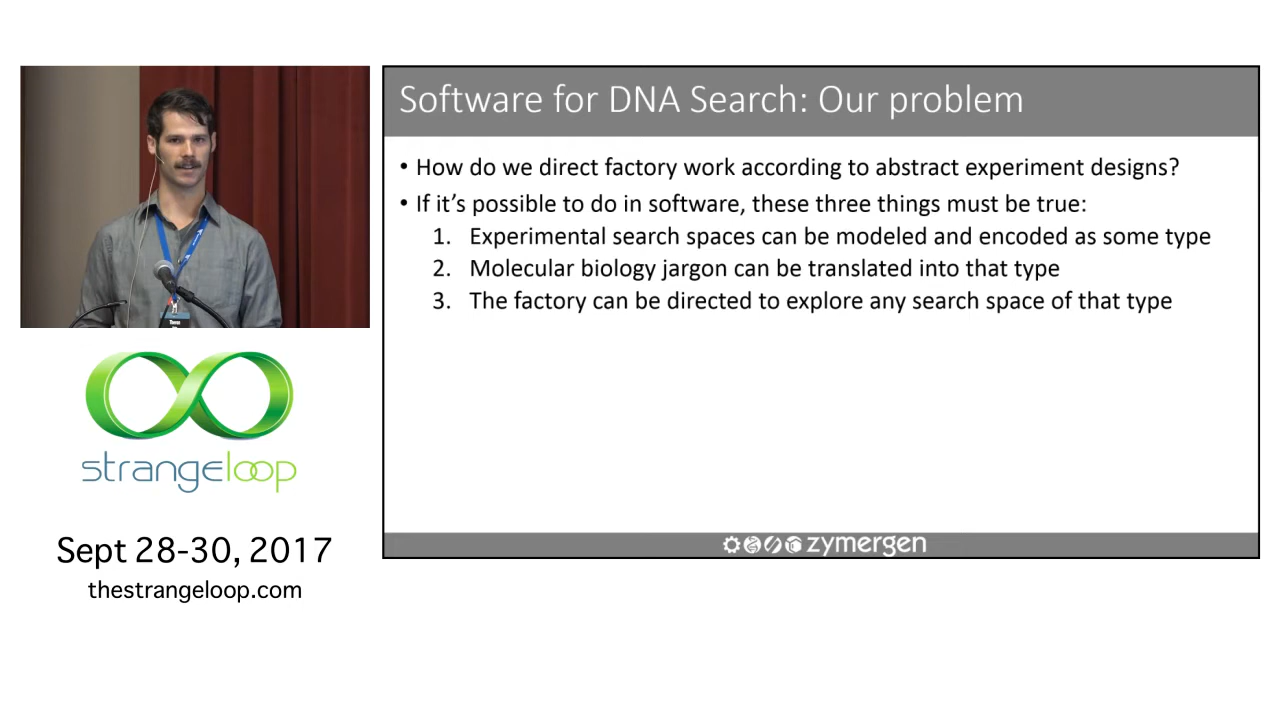 Software for DNA Search: Our problem
• How do we direct factory work according to abstract experiment designs?
• If it's possible to do in software, these three things must be true:
1. Experimental search spaces can be modeled and encoded as some type
2. Molecular biology jargon can be translated into that type
3. The factory can be directed to explore any search space of that type
zymergen
strangeloop
Sept 28-30, 2017
thestrangeloop.com